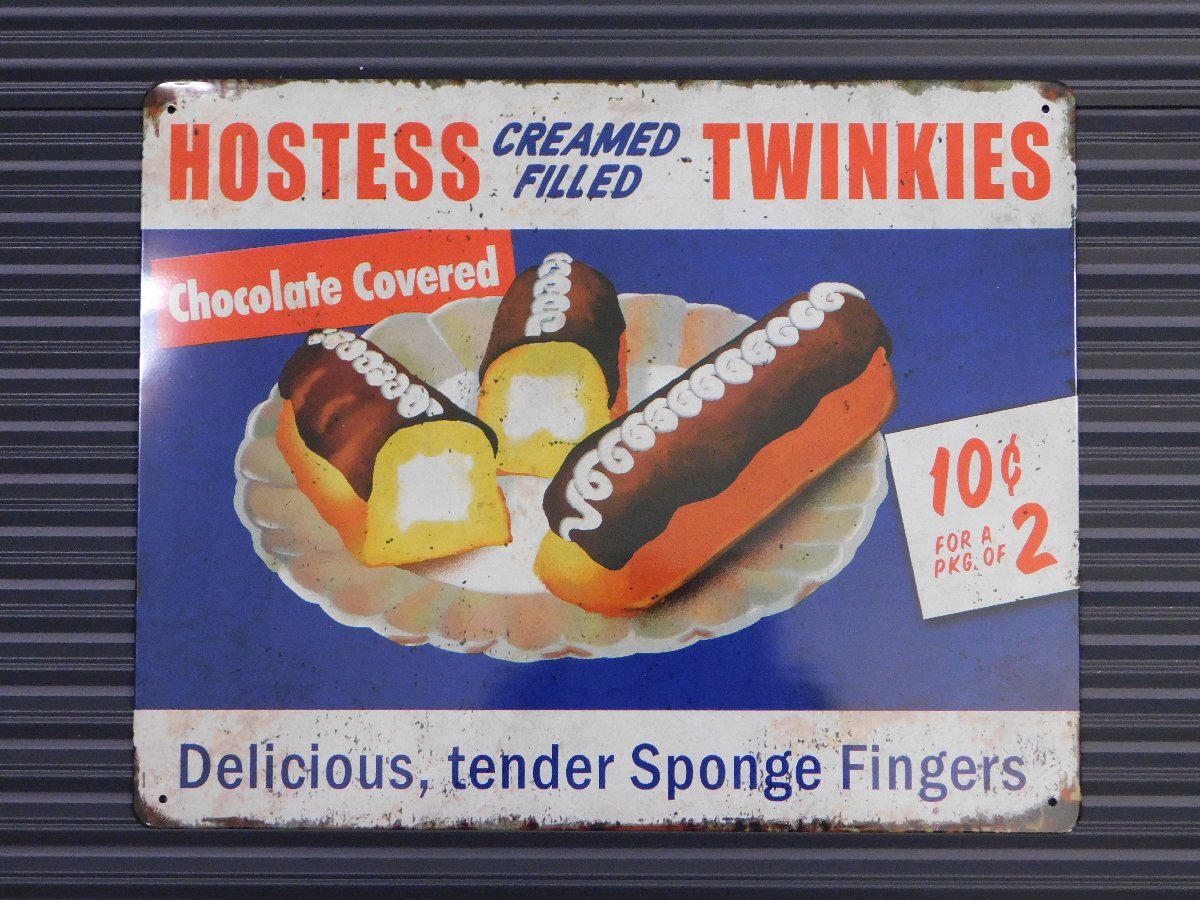 HOSTESS CREAMED FILLED TWINKIES
Chocolate Covered
10¢
FOR A
PKG. OF 2
Delicious, tender Sponge Fingers